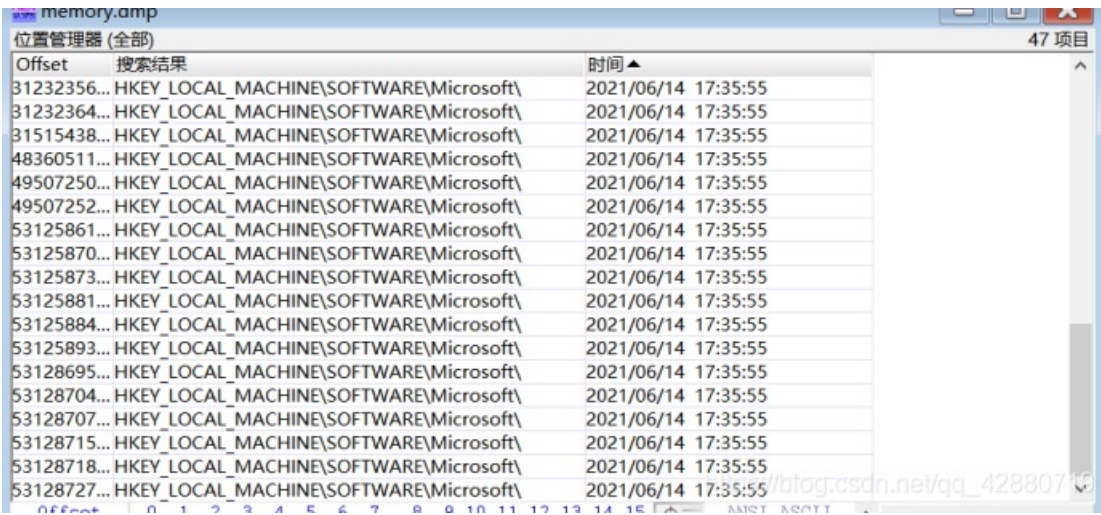 memory.dmp
位置管理器 (全部) 47 项目
Offset 搜索结果 时间▲
31232356... HKEY_LOCAL_MACHINE\SOFTWARE\Microsoft\ 2021/06/14 17:35:55
31232364... HKEY_LOCAL_MACHINE\SOFTWARE\Microsoft\ 2021/06/14 17:35:55
31515438... HKEY_LOCAL_MACHINE\SOFTWARE\Microsoft\ 2021/06/14 17:35:55
48360511... HKEY_LOCAL_MACHINE\SOFTWARE\Microsoft\ 2021/06/14 17:35:55
49507250... HKEY_LOCAL_MACHINE\SOFTWARE\Microsoft\ 2021/06/14 17:35:55
49507252... HKEY_LOCAL_MACHINE\SOFTWARE\Microsoft\ 2021/06/14 17:35:55
53125861... HKEY_LOCAL_MACHINE\SOFTWARE\Microsoft\ 2021/06/14 17:35:55
53125870... HKEY_LOCAL_MACHINE\SOFTWARE\Microsoft\ 2021/06/14 17:35:55
53125873... HKEY_LOCAL_MACHINE\SOFTWARE\Microsoft\ 2021/06/14 17:35:55
53125881... HKEY_LOCAL_MACHINE\SOFTWARE\Microsoft\ 2021/06/14 17:35:55
53125884... HKEY_LOCAL_MACHINE\SOFTWARE\Microsoft\ 2021/06/14 17:35:55
53125893... HKEY_LOCAL_MACHINE\SOFTWARE\Microsoft\ 2021/06/14 17:35:55
53128695... HKEY_LOCAL_MACHINE\SOFTWARE\Microsoft\ 2021/06/14 17:35:55
53128704... HKEY_LOCAL_MACHINE\SOFTWARE\Microsoft\ 2021/06/14 17:35:55
53128707... HKEY_LOCAL_MACHINE\SOFTWARE\Microsoft\ 2021/06/14 17:35:55
53128715... HKEY_LOCAL_MACHINE\SOFTWARE\Microsoft\ 2021/06/14 17:35:55
53128718... HKEY_LOCAL_MACHINE\SOFTWARE\Microsoft\ 2021/06/14 17:35:55
53128727... HKEY_LOCAL_MACHINE\SOFTWARE\Microsoft\ 2021/06/14 17:35:55
Offset 0 1 2 3 4 5 6 7 8 9 10 11 12 13 14 15 ANSI ASCII